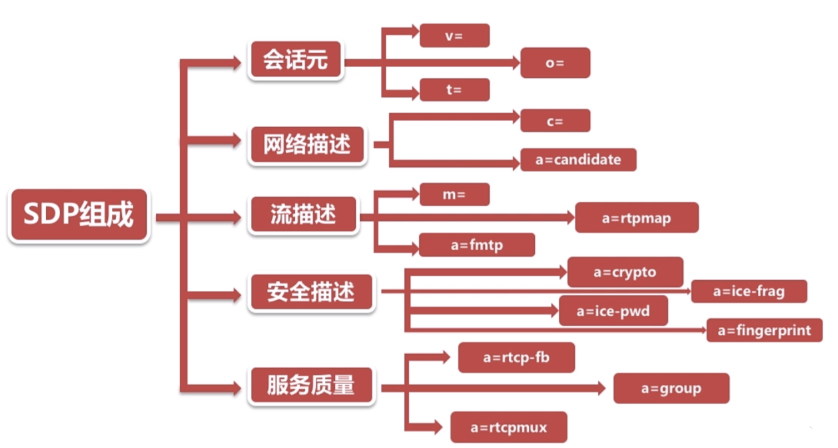 SDP组成
会话元
v=
o=
t=
网络描述
c=
a=candidate
流描述
m=
a=rtpmap
a=fmtp
安全描述
a=crypto
a=ice-frag
a=ice-pwd
a=fingerprint
服务质量
a=rtcp-fb
a=group
a=rtcpmux